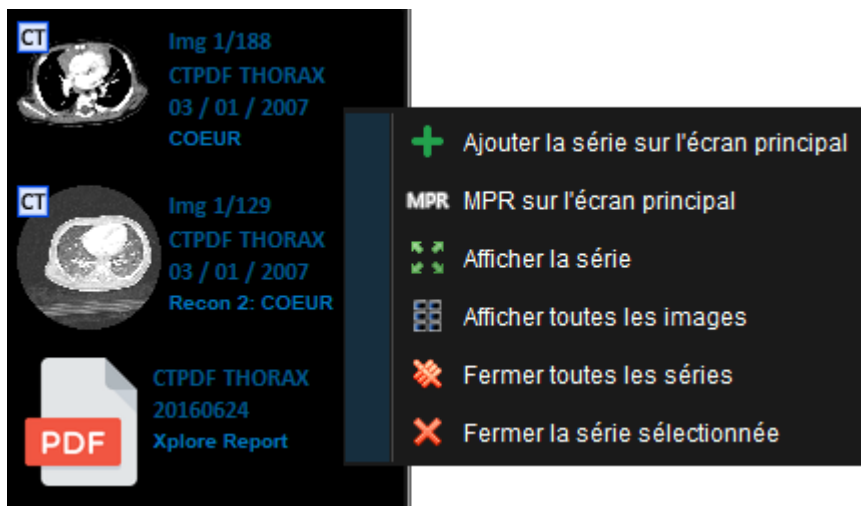 CT
Img 1/188
CTPDF THORAX
03 / 01 / 2007
COEUR
CT
Img 1/129
CTPDF THORAX
03 / 01 / 2007
Recon 2: COEUR
PDF
CTPDF THORAX
20160624
Xplore Report
Ajouter la série sur l'écran principal
MPR MPR sur l'écran principal
Afficher la série
Afficher toutes les images
Fermer toutes les séries
Fermer la série sélectionnée